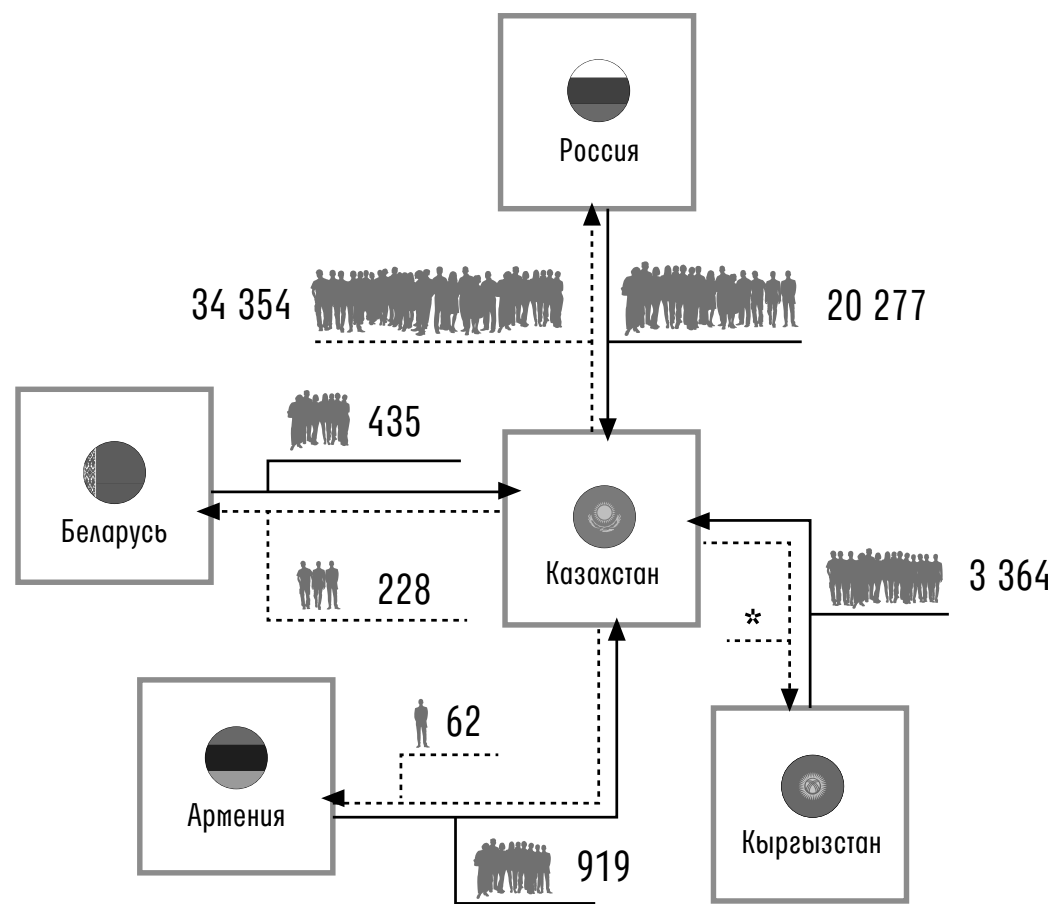 Россия
34 354
20 277
435
Беларусь
Казахстан
228
3 364
*
62
Армения
Кыргызстан
919